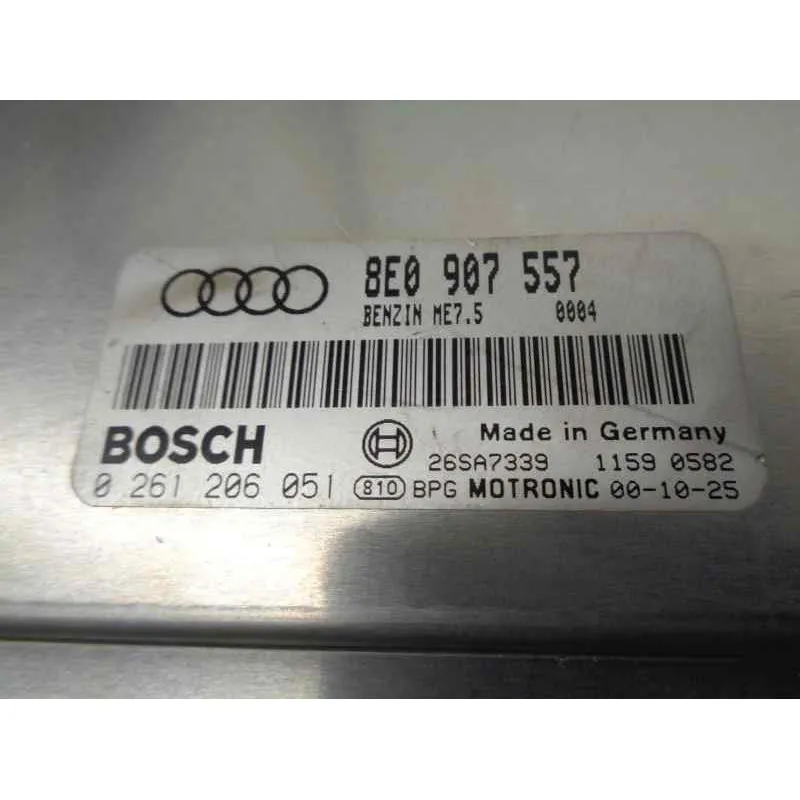 8E0 907 557
BENZIN ME7.5 0004
BOSCH
Made in Germany
26SA7339 1159 0582
0 261 206 051 810 BPG MOTRONIC 00-10-25